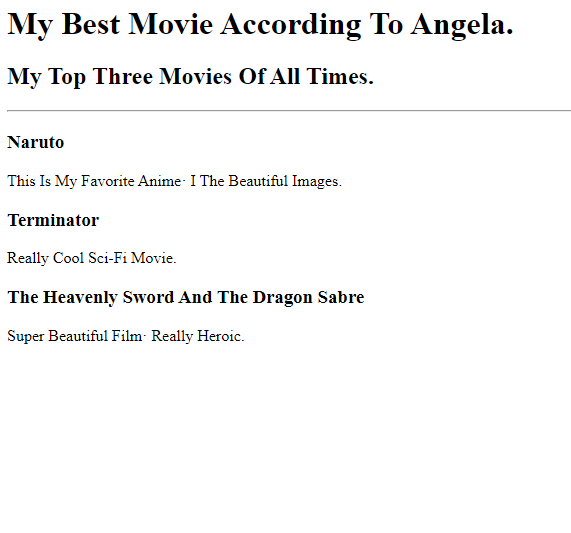 My Best Movie According To Angela.
My Top Three Movies Of All Times.
Naruto
This Is My Favorite Anime· I The Beautiful Images.
Terminator
Really Cool Sci-Fi Movie.
The Heavenly Sword And The Dragon Sabre
Super Beautiful Film· Really Heroic.